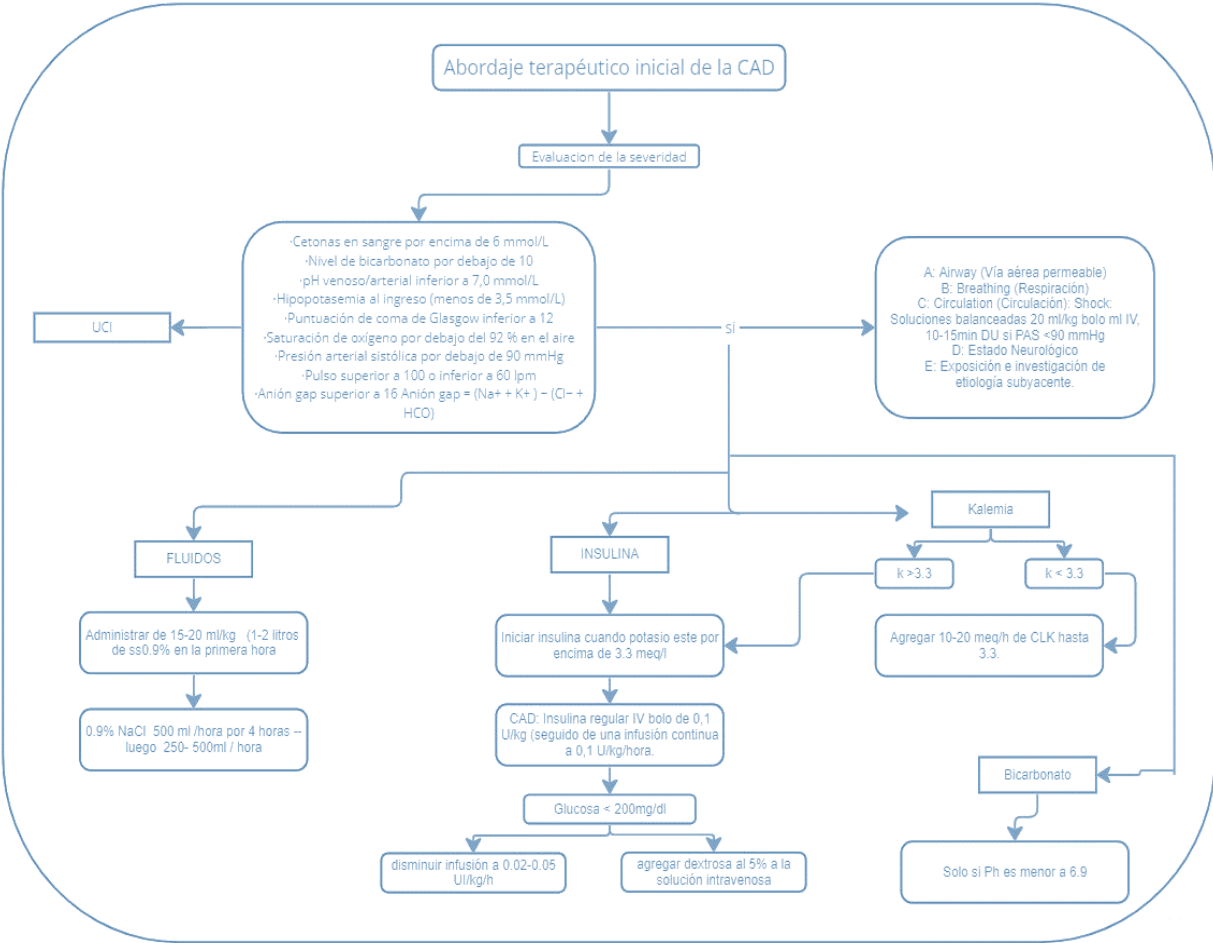 Abordaje terapéutico inicial de la CAD
Evaluacion de la severidad
·Cetonas en sangre por encima de 6 mmol/L
·Nivel de bicarbonato por debajo de 10
·pH venoso/arterial inferior a 7,0 mmol/L
·Hipopotasemia al ingreso (menos de 3,5 mmol/L)
·Puntuación de coma de Glasgow inferior a 12
·Saturación de oxígeno por debajo del 92 % en el aire
·Presión arterial sistólica por debajo de 90 mmHg
·Pulso superior a 100 o inferior a 60 lpm
·Anión gap superior a 16 Anión gap = (Na+ + K+ ) − (Cl− +
HCO)
UCI
SÍ
A: Airway (Vía aérea permeable)
B: Breathing (Respiración)
C: Circulation (Circulación): Shock:
Soluciones balanceadas 20 ml/kg bolo ml IV,
10-15min DU si PAS <90 mmHg
D: Estado Neurológico
E: Exposición e investigación de
etiología subyacente.
FLUIDOS
Administrar de 15-20 ml/kg (1-2 litros
de ss0.9% en la primera hora
0.9% NaCl 500 ml /hora por 4 horas –
luego 250- 500ml / hora
INSULINA
Iniciar insulina cuando potasio este por
encima de 3.3 meq/l
CAD: Insulina regular IV bolo de 0,1
U/kg (seguido de una infusión continua
a 0,1 U/kg/hora.
Glucosa < 200mg/dl
disminuir infusión a 0.02-0.05
UI/kg/h
agregar dextrosa al 5% a la
solución intravenosa
Kalemia
k >3.3
k < 3.3
Agregar 10-20 meq/h de CLK hasta
3.3.
Bicarbonato
Solo si Ph es menor a 6.9